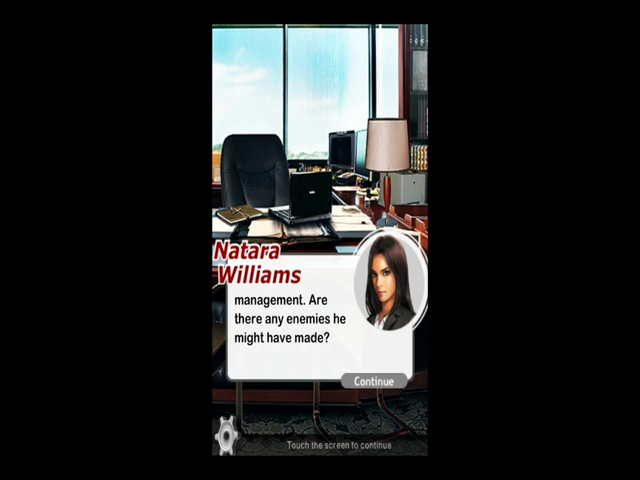 Natara
Williams
management. Are
there any enemies he
might have made?
Continue
Touch the screen to continue